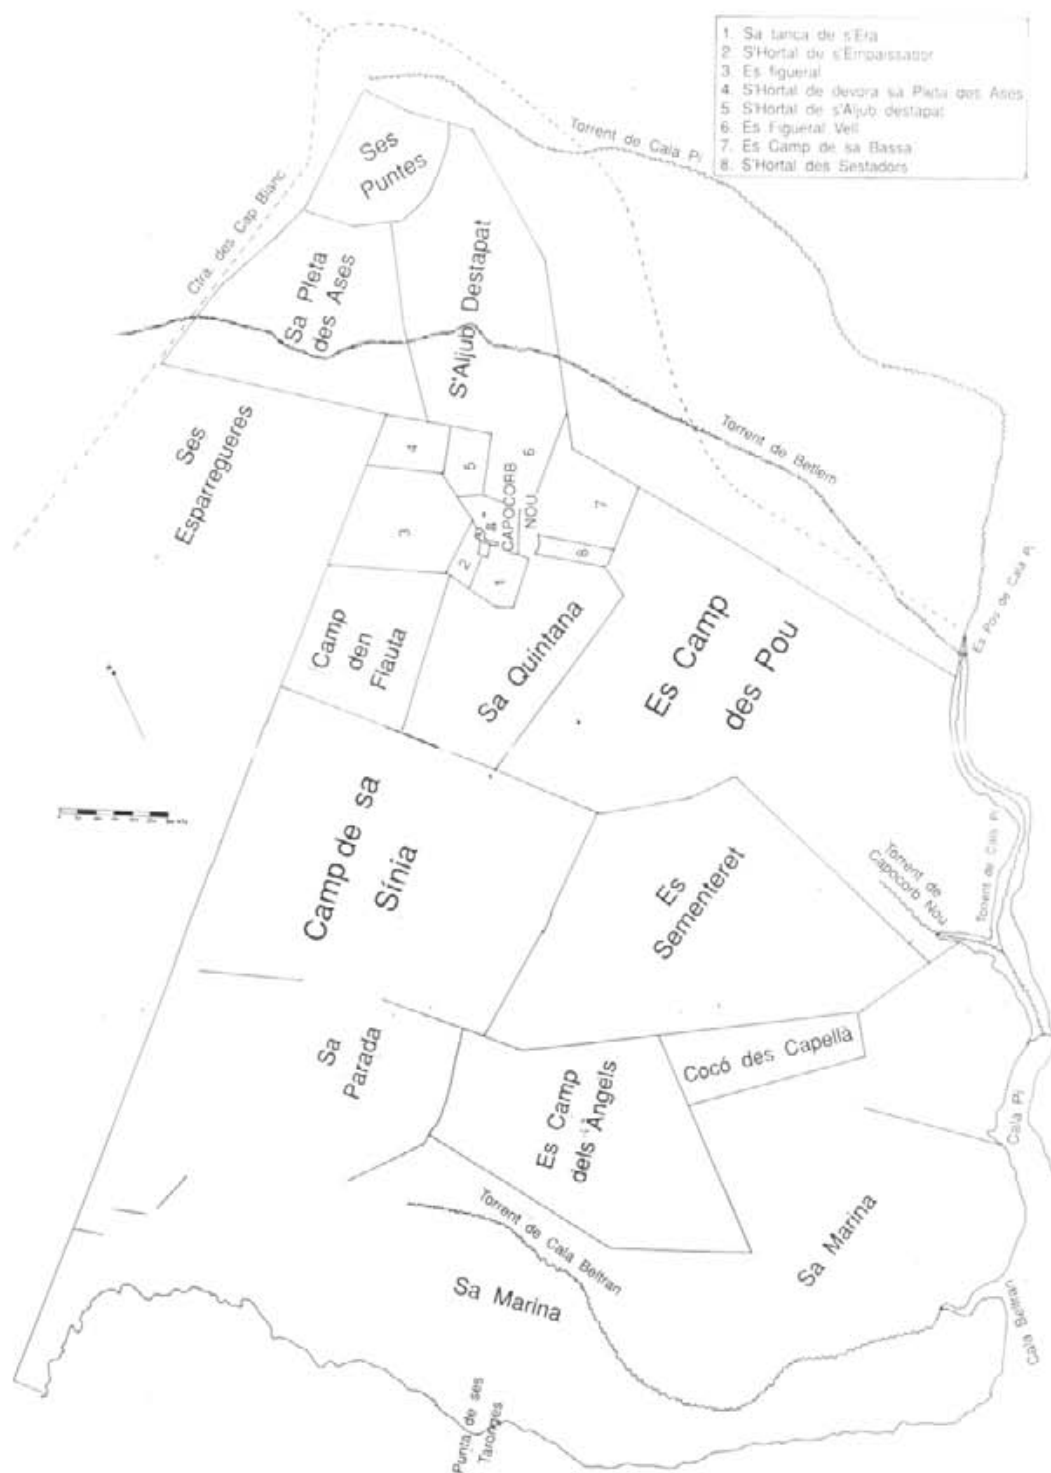 1. Sa tanca de s'Era
2. S'Hortal de s'Empaissador
3. Es figueral
4. S'Hortal de devora sa Pleta des Ases
5. S'Hortal de s'Aljub destapat
6. Es Figueral Vell
7. Es Camp de sa Bassa
8. S'Hortal des Sestadors
Torrent de Cala Pi
Ses
Puntes
Ctra. des Cap Blanc
Sa Pleta
des Ases
S'Aljub Destapat
Ses
Esparregueres
Torrent de Betlem
4
5
6
7
3
CAPOCORB
NOU
8
2
1
Camp
den
Flauta
Sa Quintana
Es Camp
des Pou
Es Pos de Cala Pi
Camp de sa
Sínia
Es
Sementeret
Torrent de
Capocorb Nou
Torrent de Cala Pi
Sa
Parada
Es Camp
dels Àngels
Cocó des Capellà
Cala Pi
Torrent de Cala Beltran
Sa Marina
Sa Marina
Cala Beltran
Punta de ses
Taronges